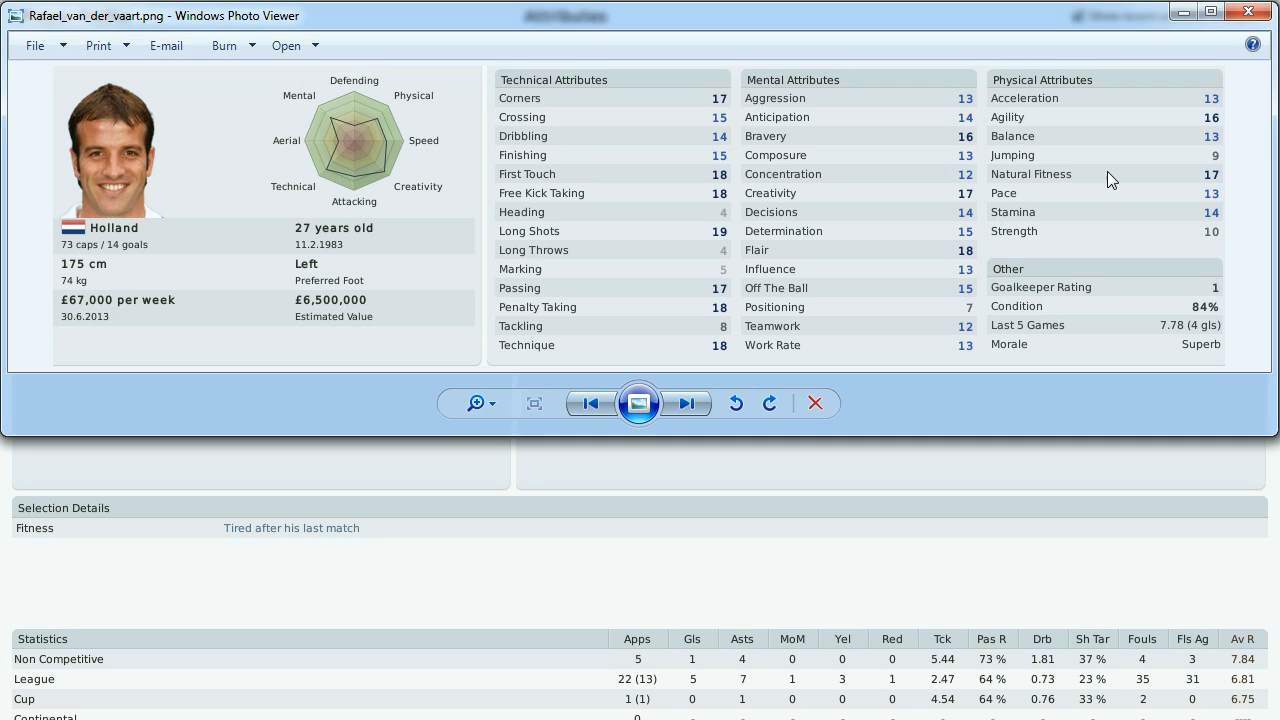 Rafael_van_der_vaart.png - Windows Photo Viewer
Attributes
File Print E-mail Burn Open
Defending
Mental Physical
Aerial Speed
Technical Creativity
Attacking
Holland 27 years old
73 caps / 14 goals 11.2.1983
175 cm Left
74 kg Preferred Foot
£67,000 per week £6,500,000
30.6.2013 Estimated Value
Technical Attributes
Corners 17
Crossing 15
Dribbling 14
Finishing 15
First Touch 18
Free Kick Taking 18
Heading 4
Long Shots 19
Long Throws 4
Marking 5
Passing 17
Penalty Taking 18
Tackling 8
Technique 18
Mental Attributes
Aggression 13
Anticipation 14
Bravery 16
Composure 13
Concentration 12
Creativity 17
Decisions 14
Determination 15
Flair 18
Influence 13
Off The Ball 15
Positioning 7
Teamwork 12
Work Rate 13
Physical Attributes
Acceleration 13
Agility 16
Balance 13
Jumping 9
Natural Fitness 17
Pace 13
Stamina 14
Strength 10
Other
Goalkeeper Rating 1
Condition 84%
Last 5 Games 7.78 (4 gls)
Morale Superb
Selection Details
Fitness Tired after his last match
Statistics Apps Gls Asts MoM Yel Red Tck Pas R Drb Sh Tar Fouls Fls Ag Av R
Non Competitive 5 1 4 0 0 0 5.44 73 % 1.81 37 % 4 3 7.84
League 22 (13) 5 7 1 3 1 2.47 64 % 0.73 23 % 35 31 6.81
Cup 1 (1) 0 1 0 0 0 4.54 64 % 0.76 33 % 2 0 6.75
Continental 0